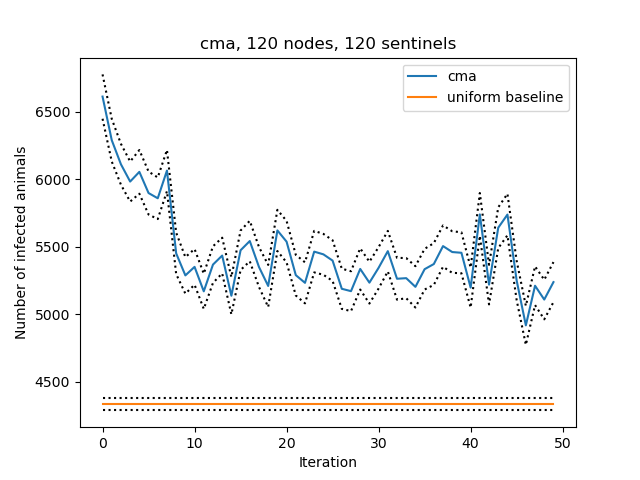 cma, 120 nodes, 120 sentinels
cma
uniform baseline
6500
6000
5500
5000
4500
Number of infected animals
0 10 20 30 40 50
Iteration